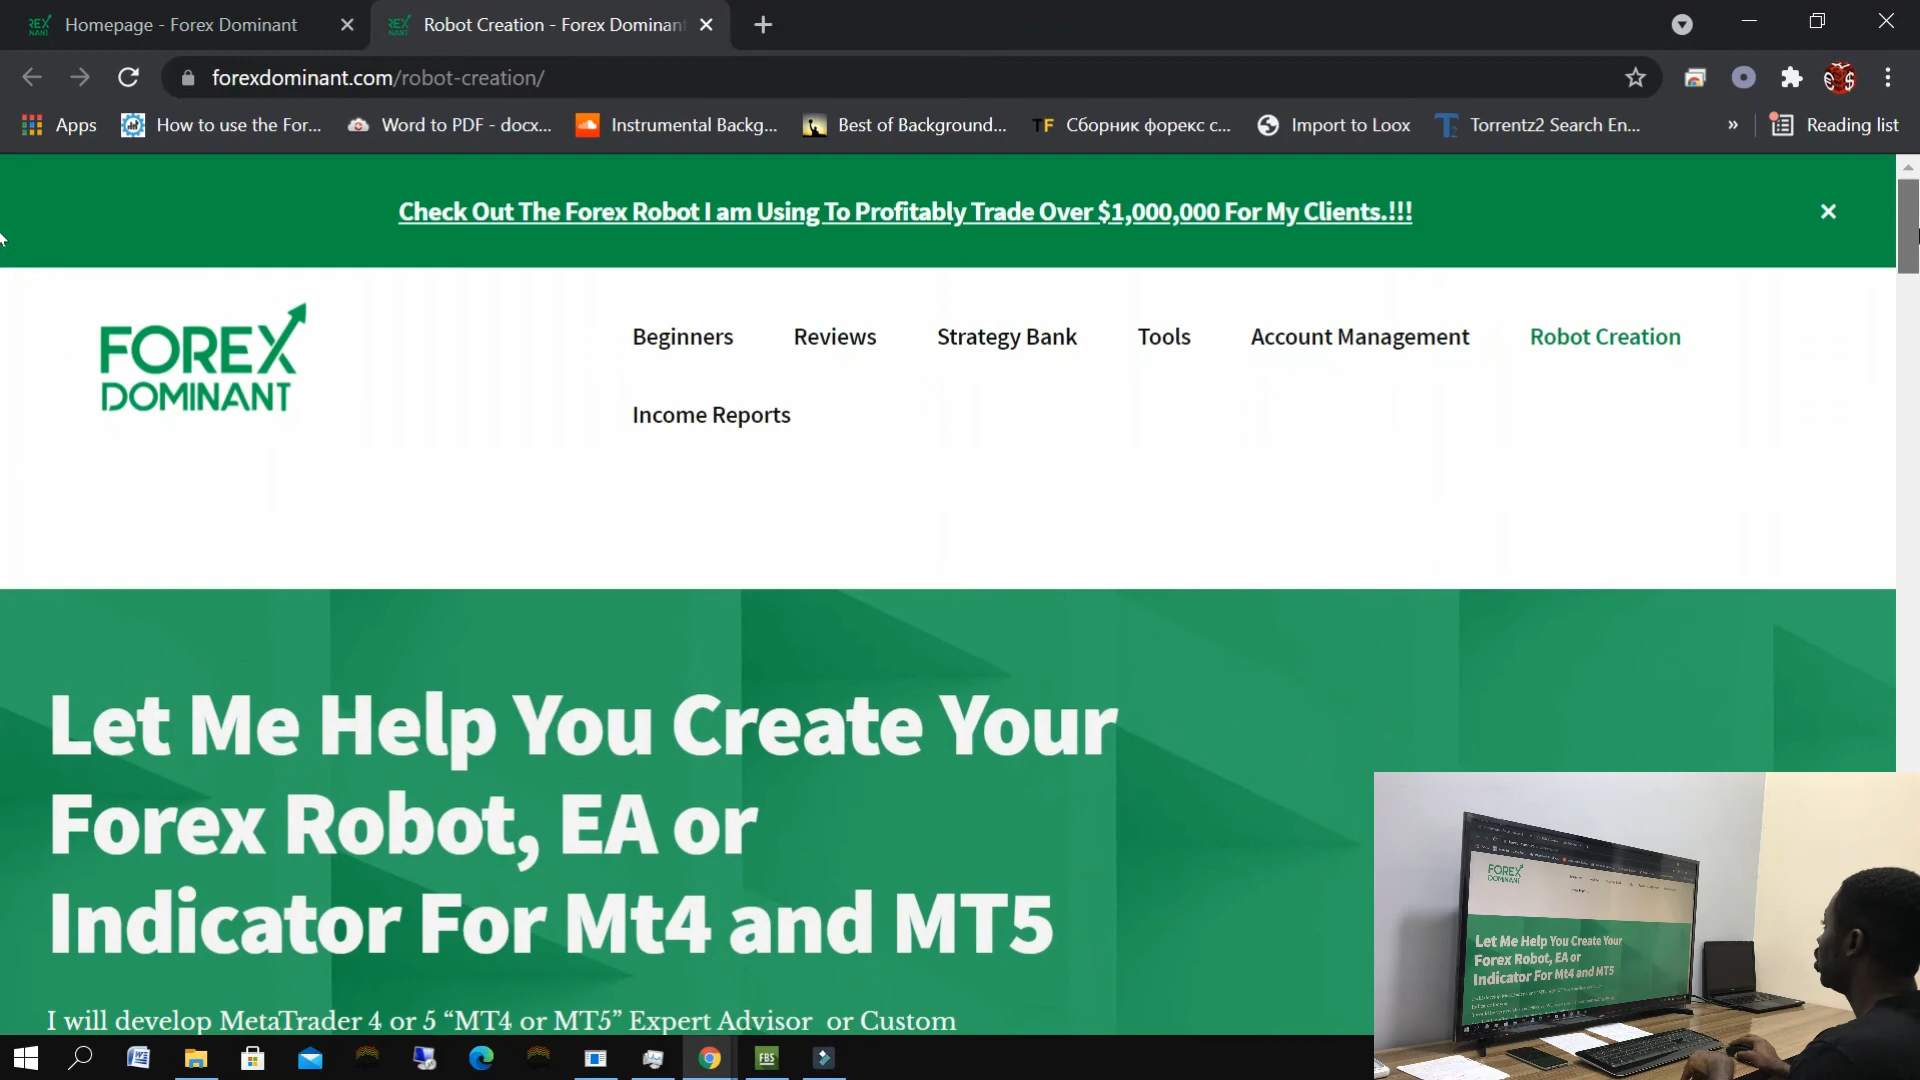 Homepage - Forex Dominant
Robot Creation - Forex Dominant
forexdominant.com/robot-creation/
Apps
How to use the For...
Word to PDF - docx...
Instrumental Backg...
Best of Background...
TF
Сборник форекс с...
Import to Loox
Torrentz2 Search En...
»
Reading list
Check Out The Forex Robot I am Using To Profitably Trade Over $1,000,000 For My Clients.!!!
FOREX
DOMINANT
Beginners
Reviews
Strategy Bank
Tools
Account Management
Robot Creation
Income Reports
Let Me Help You Create Your
Forex Robot, EA or
Indicator For Mt4 and MT5
I will develop MetaTrader 4 or 5 “MT4 or MT5” Expert Advisor or Custom
FOREX
DOMINANT
Let Me Help You Create Your
Forex Robot, EA or
Indicator For Mt4 and MT5
FBS